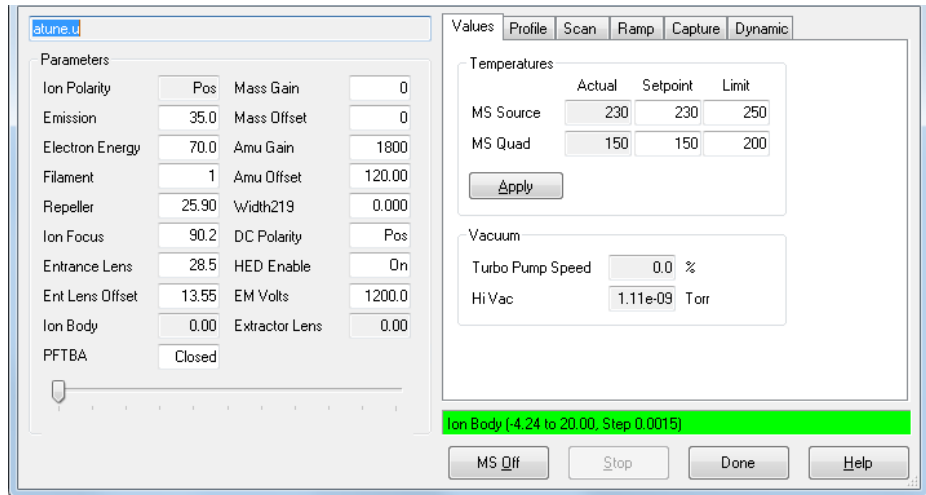 atune.u
Parameters
Ion Polarity Pos Mass Gain 0
Emission 35.0 Mass Offset 0
Electron Energy 70.0 Amu Gain 1800
Filament 1 Amu Offset 120.00
Repeller 25.90 Width219 0.000
Ion Focus 90.2 DC Polarity Pos
Entrance Lens 28.5 HED Enable On
Ent Lens Offset 13.55 EM Volts 1200.0
Ion Body 0.00 Extractor Lens 0.00
PFTBA Closed
Values Profile Scan Ramp Capture Dynamic
Temperatures
Actual Setpoint Limit
MS Source 230 230 250
MS Quad 150 150 200
Apply
Vacuum
Turbo Pump Speed 0.0 %
Hi Vac 1.11e-09 Torr
Ion Body (-4.24 to 20.00, Step 0.0015)
MS Off Stop Done Help